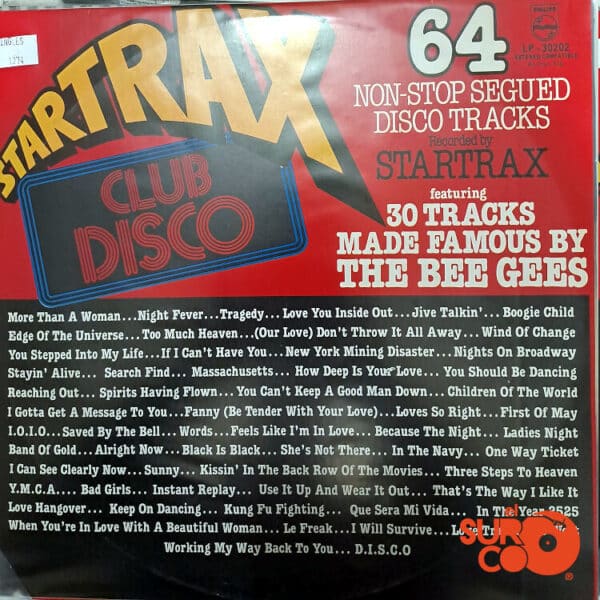 INGLES
1374
STARTRAX
CLUB
DISCO
64
NON-STOP SEGUED
DISCO TRACKS
Recorded by
STARTRAX
featuring
30 TRACKS
MADE FAMOUS BY
THE BEE GEES
PHILIPS
LP - 30202
STEREO COMPATIBLE
More Than A Woman...Night Fever...Tragedy...Love You Inside Out...Jive Talkin'...Boogie Child
Edge Of The Universe...Too Much Heaven...(Our Love) Don't Throw It All Away...Wind Of Change
You Stepped Into My Life...If I Can't Have You...New York Mining Disaster...Nights On Broadway
Stayin' Alive... Search Find... Massachusetts... How Deep Is Your Love...You Should Be Dancing
Reaching Out... Spirits Having Flown... You Can't Keep A Good Man Down...Children Of The World
I Gotta Get A Message To You...Fanny (Be Tender With Your Love)...Loves So Right...First Of May
I.O.I.O...Saved By The Bell...Words...Feels Like I'm In Love...Because The Night...Ladies Night
Band Of Gold...Alright Now...Black Is Black...She's Not There...In The Navy...One Way Ticket
I Can See Clearly Now...Sunny...Kissin' In The Back Row Of The Movies...Three Steps To Heaven
Y.M.C.A.... Bad Girls... Instant Replay... Use It Up And Wear It Out...That's The Way I Like It
Love Hangover...Keep On Dancing...Kung Fu Fighting...Que Sera Mi Vida...In The Year 2525
When You're In Love With A Beautiful Woman...Le Freak...I Will Survive...Love
Working My Way Back To You...D.I.S.C.O
el
SURCO
®